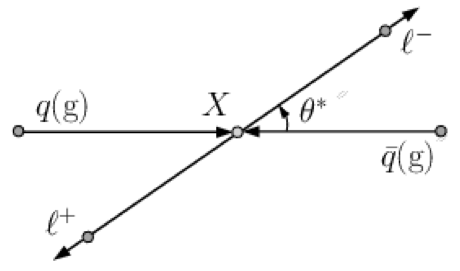 ℓ⁻
q(g)
X
θ*
q̄(g)
ℓ⁺